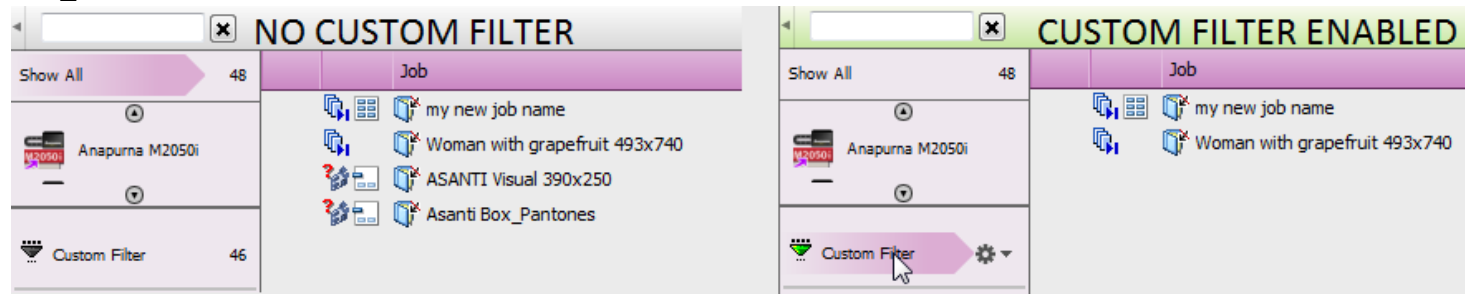 NO CUSTOM FILTER
Show All 48
Job
my new job name
M2050i Anapurna M2050i
Woman with grapefruit 493x740
ASANTI Visual 390x250
Asanti Box_Pantones
Custom Filter 46
CUSTOM FILTER ENABLED
Show All 48
Job
my new job name
M2050i Anapurna M2050i
Woman with grapefruit 493x740
Custom Filter